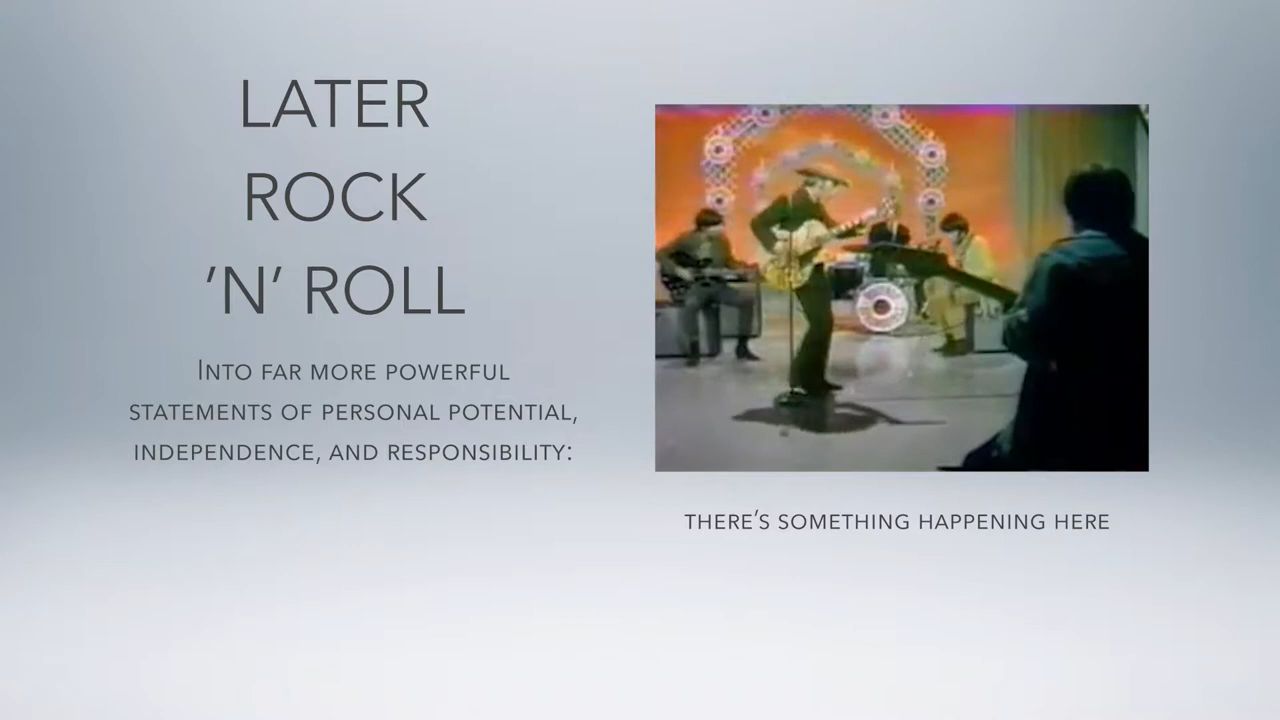 LATER
ROCK
’N’ ROLL
Into far more powerful
statements of personal potential,
independence, and responsibility:
there’s something happening here